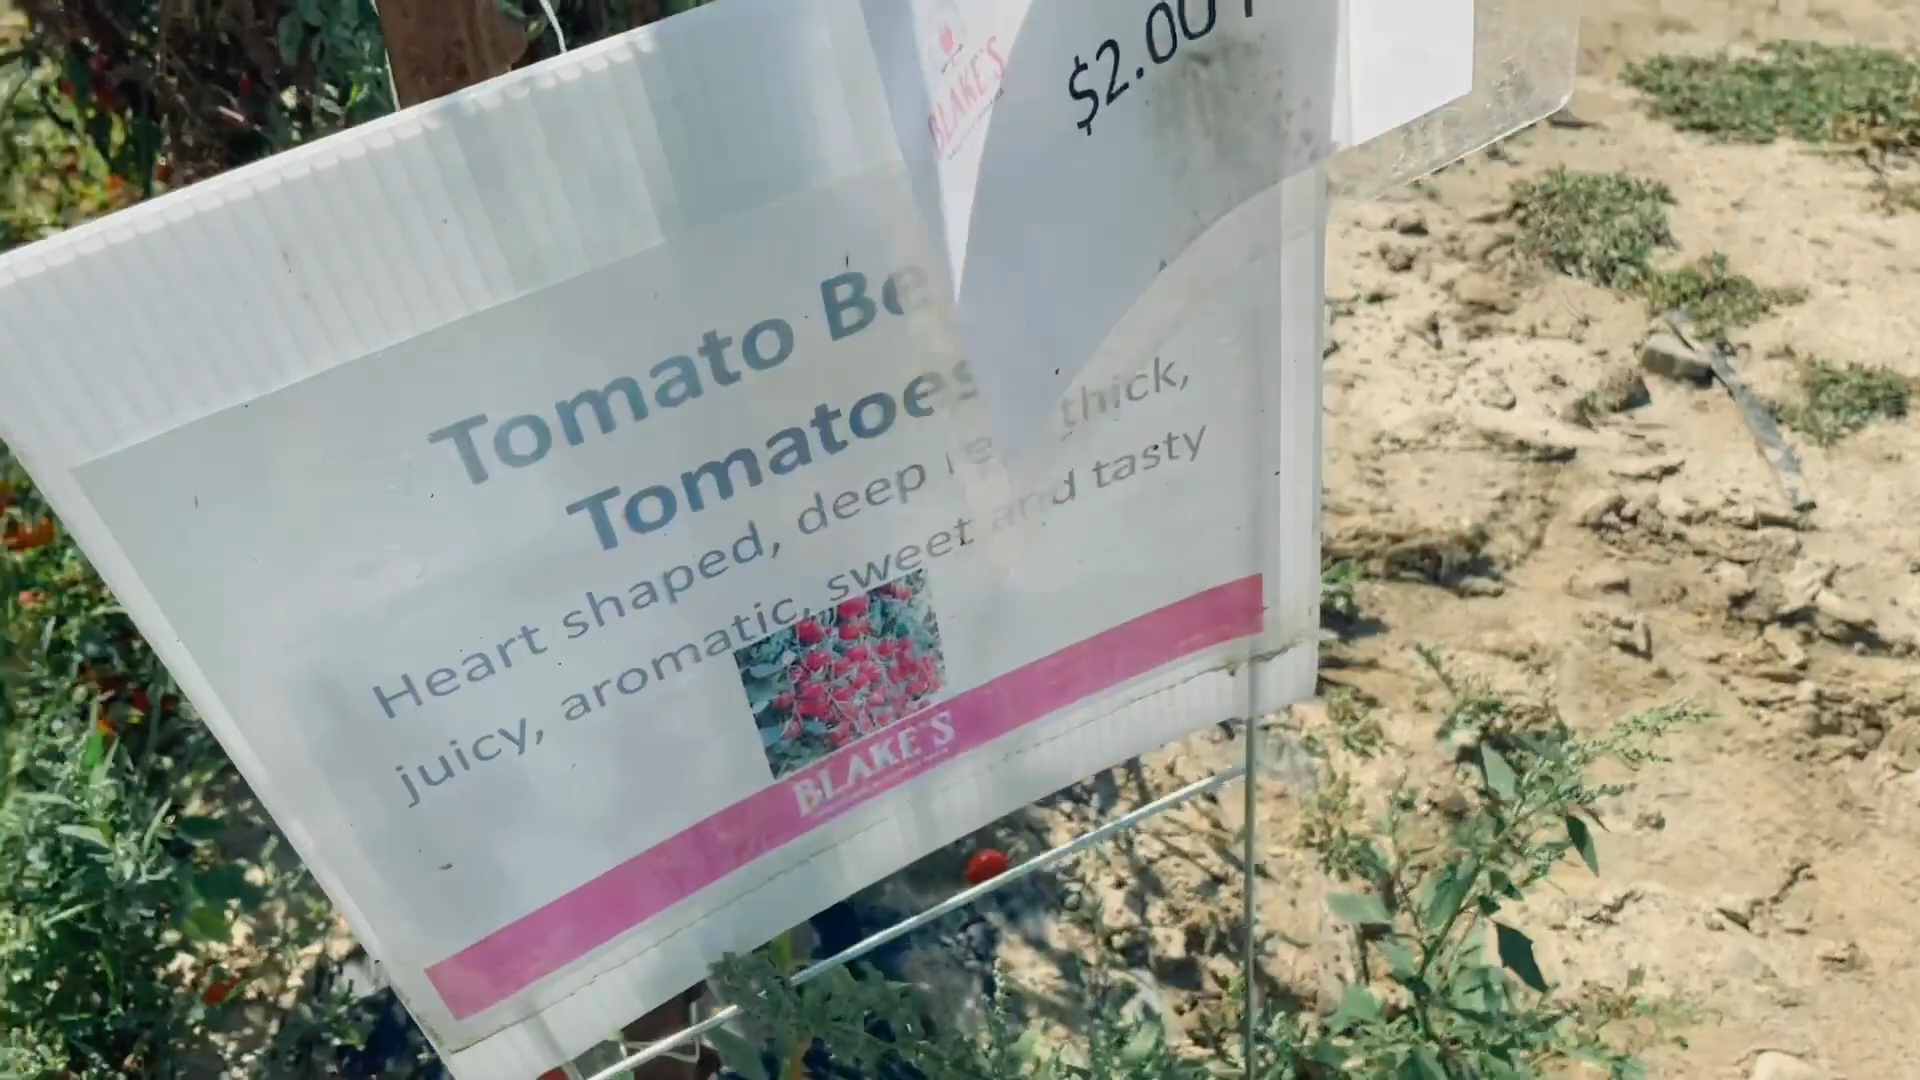 BLAKE'S
$2.00
Tomato Be
Tomatoes
Heart shaped, deep re thick,
juicy, aromatic, sweet and tasty
BLAKE'S